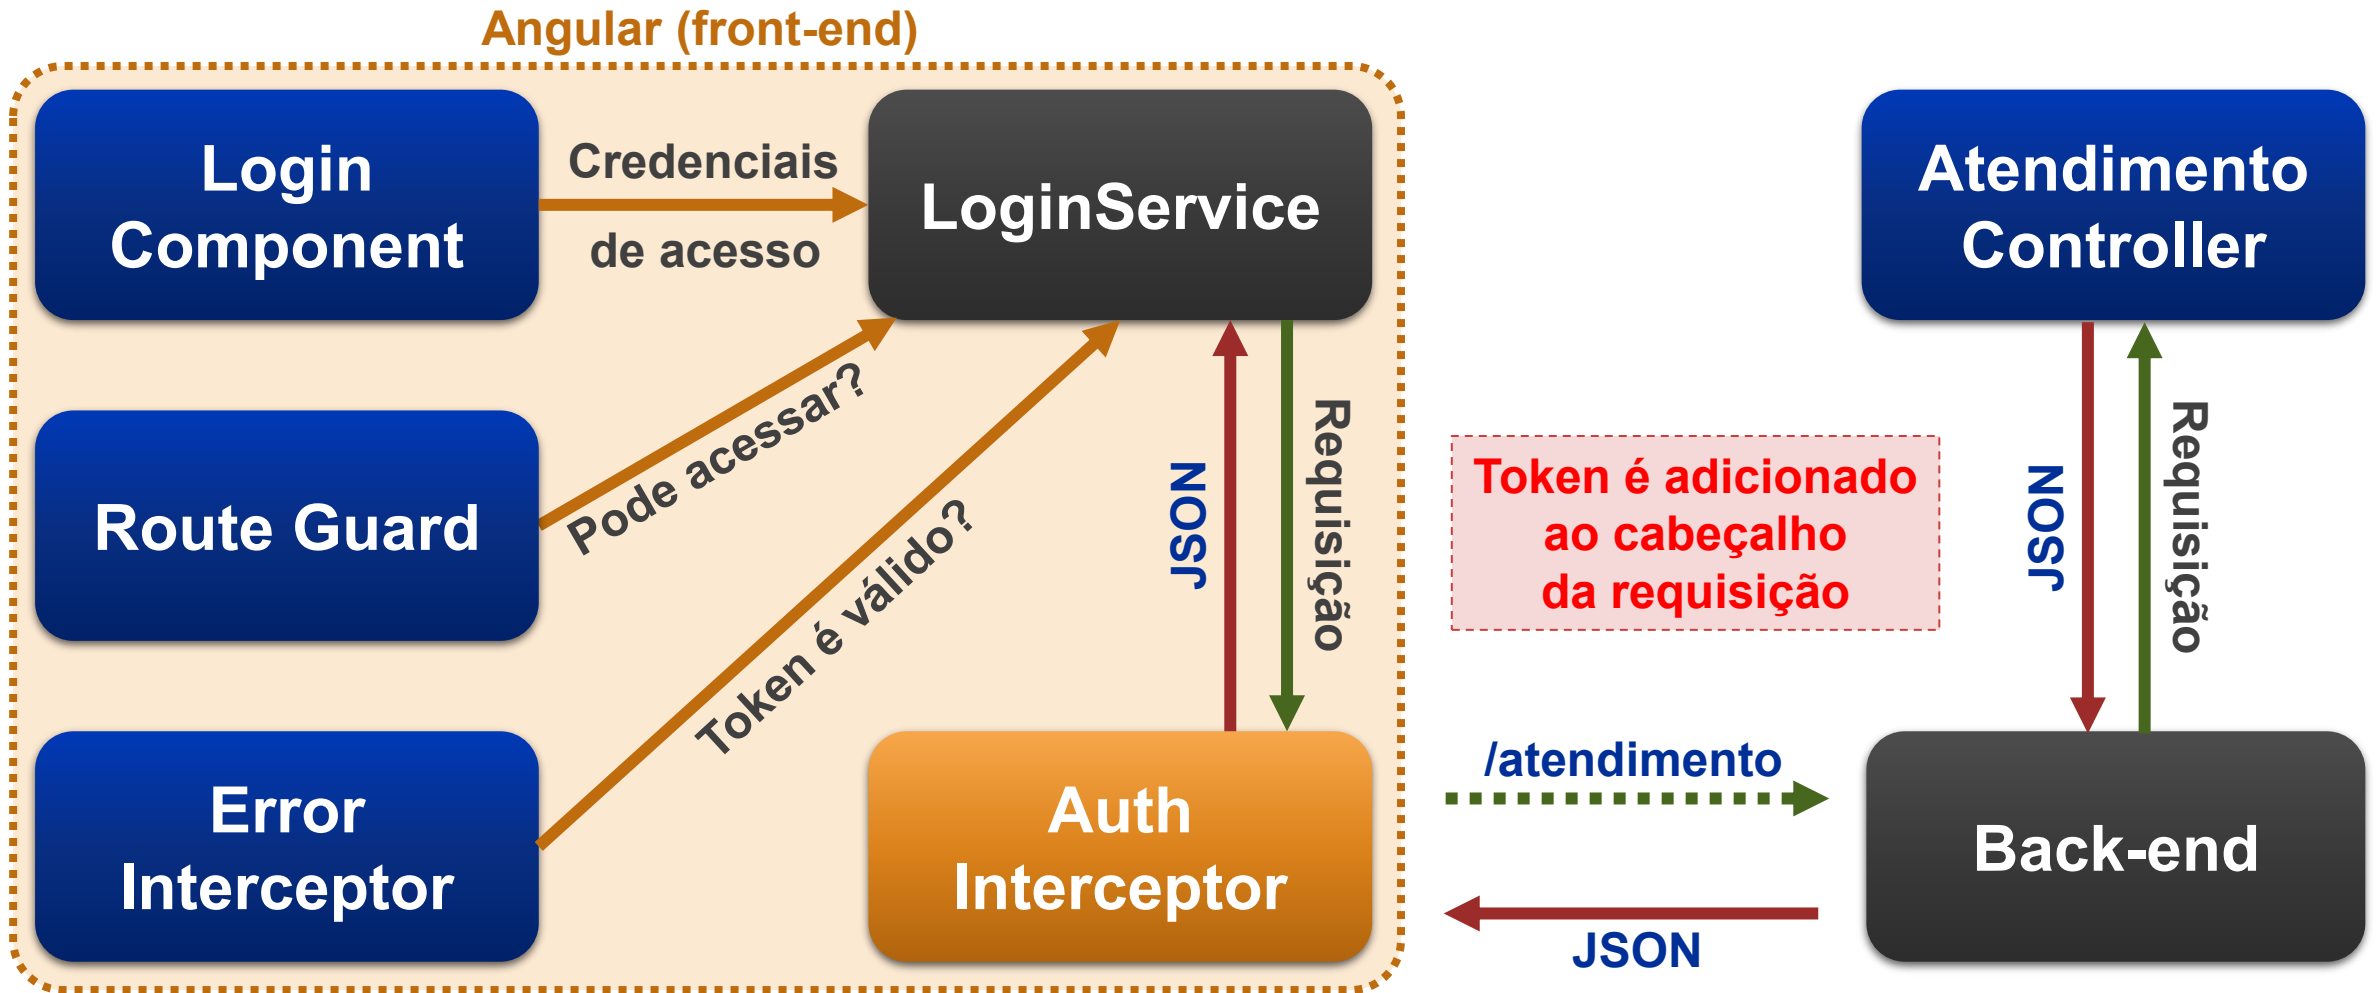 Angular (front-end)
Login
Component
Credenciais
de acesso
LoginService
Atendimento
Controller
Route Guard
Pode acessar?
Token é válido?
JSON
Requisição
Token é adicionado
ao cabeçalho
da requisição
JSON
Requisição
Error
Interceptor
Auth
Interceptor
/atendimento
JSON
Back-end